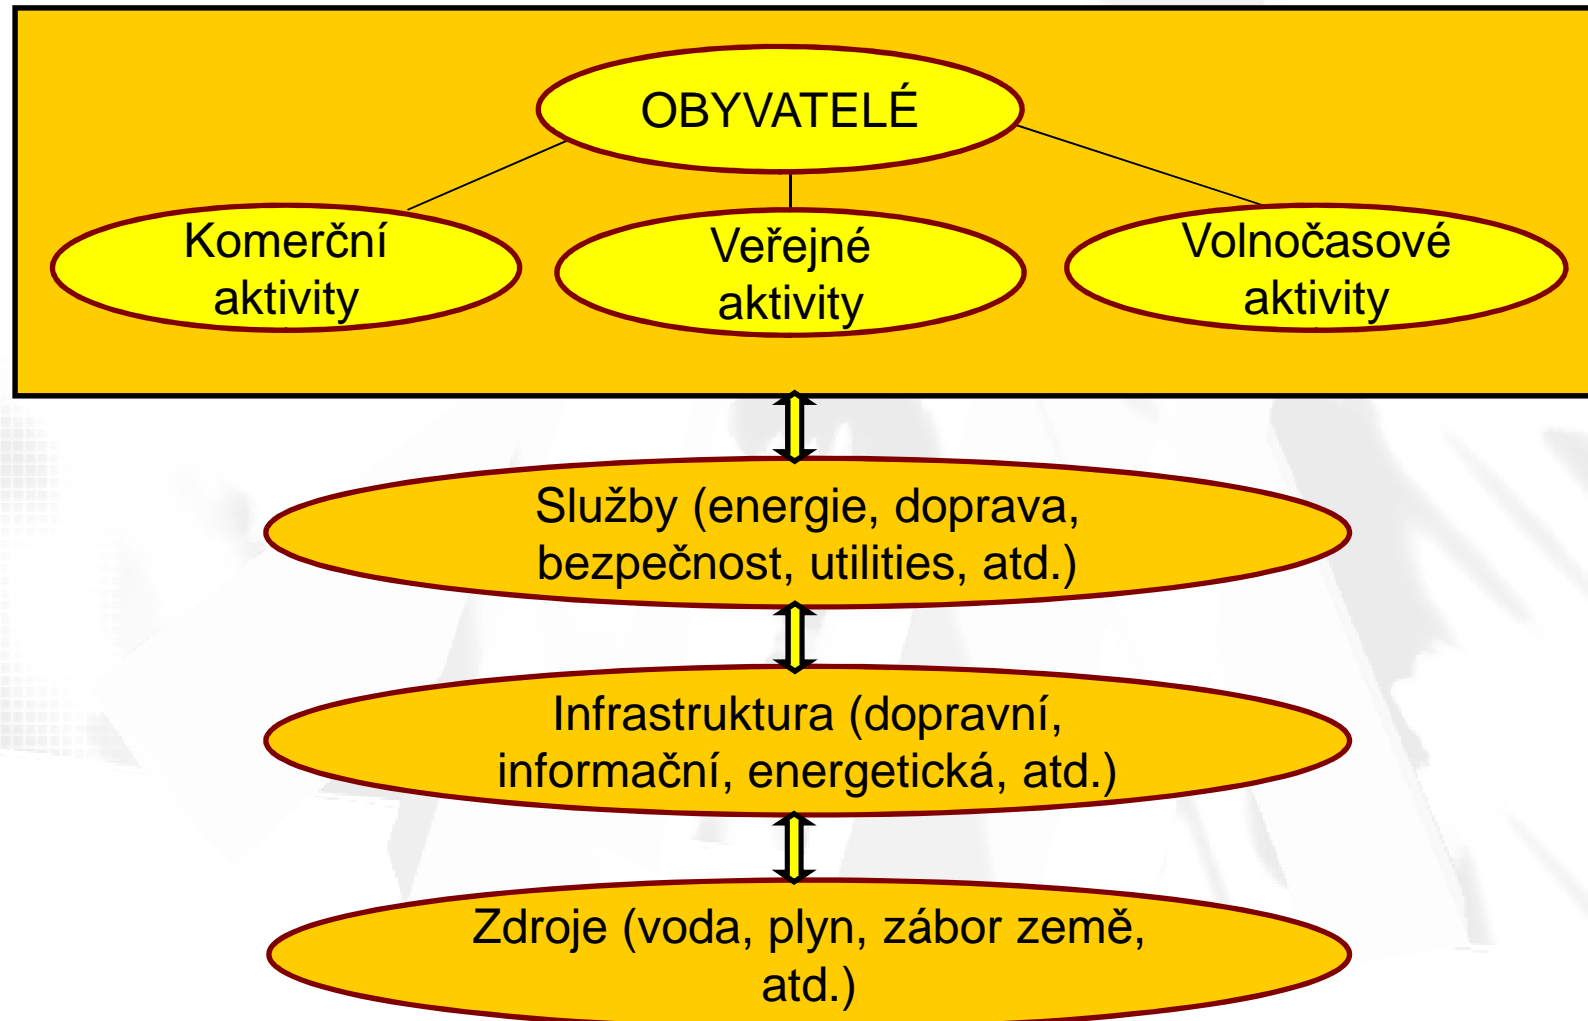 OBYVATELÉ
Komerční
aktivity
Veřejné
aktivity
Volnočasové
aktivity
Služby (energie, doprava,
bezpečnost, utilities, atd.)
Infrastruktura (dopravní,
informační, energetická, atd.)
Zdroje (voda, plyn, zábor země,
atd.)